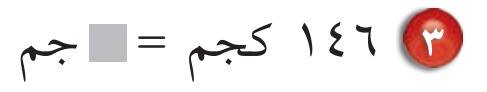 ٣ ١٤٦ كجم = جم